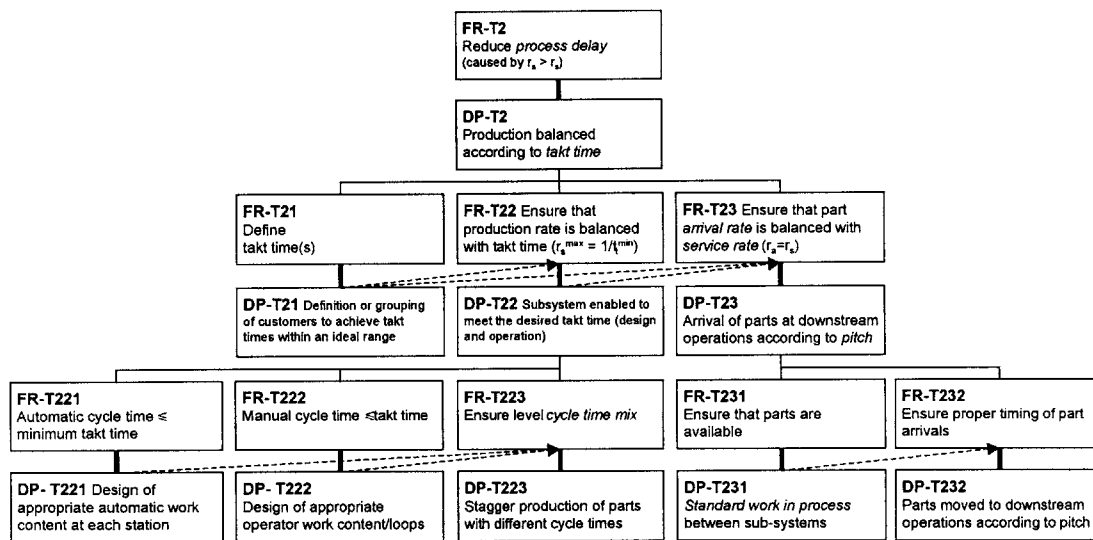 FR-T2
Reduce process delay
(caused by rₐ > rₛ)
DP-T2
Production balanced
according to takt time
FR-T21
Define
takt time(s)
FR-T22 Ensure that
production rate is balanced
with takt time (rₛᵐᵃˣ = 1/tₜᵐⁱⁿ)
FR-T23 Ensure that part
arrival rate is balanced with
service rate (rₐ=rₛ)
DP-T21 Definition or grouping
of customers to achieve takt
times within an ideal range
DP-T22 Subsystem enabled to
meet the desired takt time (design
and operation)
DP-T23
Arrival of parts at downstream
operations according to pitch
FR-T221
Automatic cycle time ≤
minimum takt time
FR-T222
Manual cycle time ≤takt time
FR-T223
Ensure level cycle time mix
FR-T231
Ensure that parts are
available
FR-T232
Ensure proper timing of part
arrivals
DP- T221 Design of
appropriate automatic work
content at each station
DP- T222
Design of appropriate
operator work content/loops
DP-T223
Stagger production of parts
with different cycle times
DP-T231
Standard work in process
between sub-systems
DP-T232
Parts moved to downstream
operations according to pitch